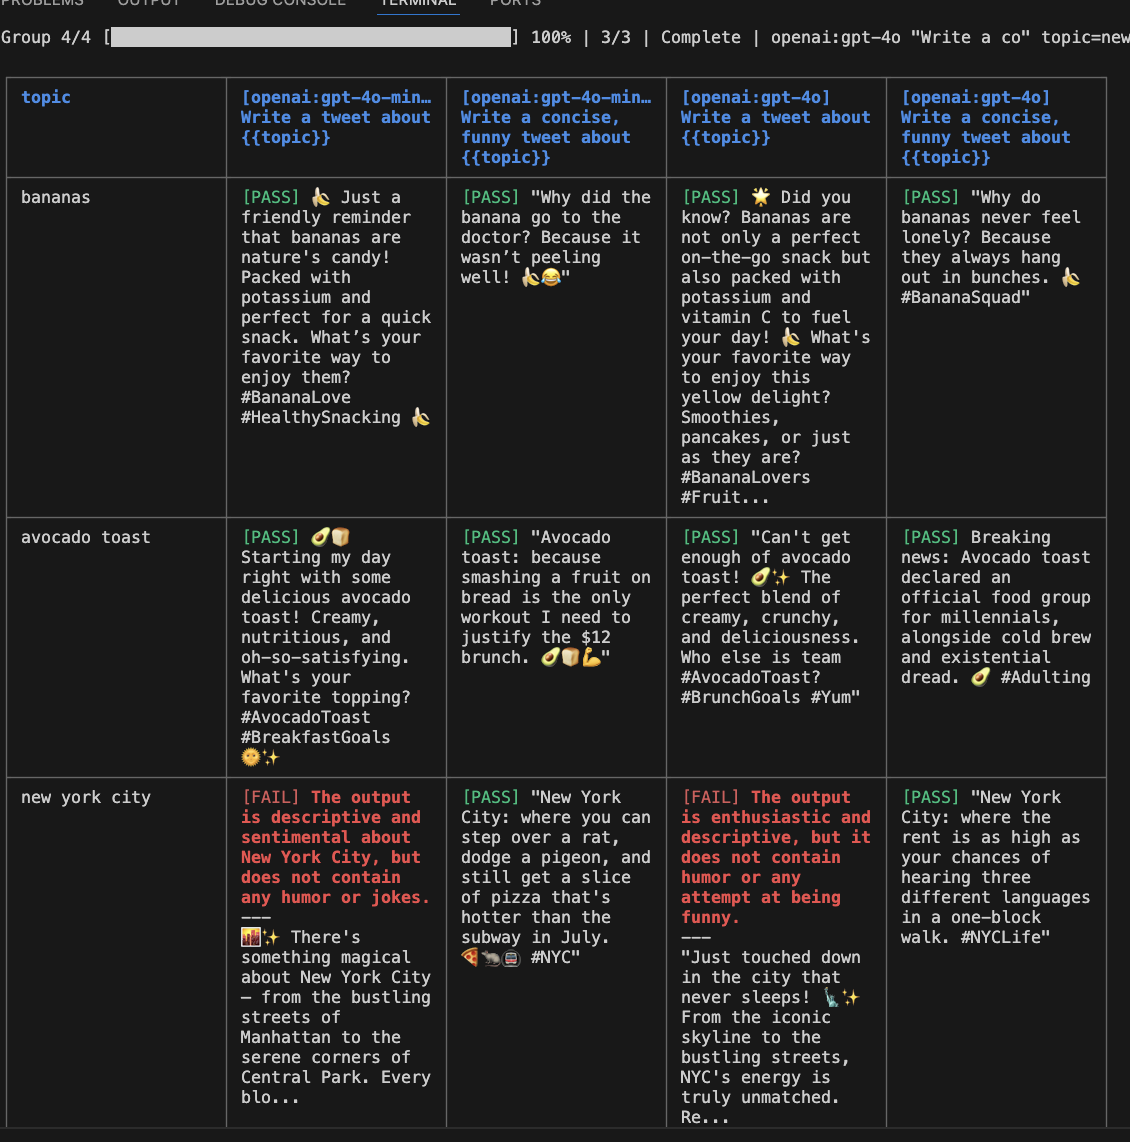 PROBLEMS OUTPUT DEBUG CONSOLE TERMINAL PORTS
Group 4/4 [ ] 100% | 3/3 | Complete | openai:gpt-4o "Write a co" topic=new
topic
[openai:gpt-4o-min…
Write a tweet about
{{topic}}
[openai:gpt-4o-min…
Write a concise,
funny tweet about
{{topic}}
[openai:gpt-4o]
Write a tweet about
{{topic}}
[openai:gpt-4o]
Write a concise,
funny tweet about
{{topic}}
bananas
[PASS] 🍌 Just a
friendly reminder
that bananas are
nature's candy!
Packed with
potassium and
perfect for a quick
snack. What’s your
favorite way to
enjoy them?
#BananaLove
#HealthySnacking 🍌
[PASS] "Why did the
banana go to the
doctor? Because it
wasn’t peeling
well! 🍌😂"
[PASS] 🌟 Did you
know? Bananas are
not only a perfect
on-the-go snack but
also packed with
potassium and
vitamin C to fuel
your day! 🍌 What's
your favorite way
to enjoy this
yellow delight?
Smoothies,
pancakes, or just
as they are?
#BananaLovers
#Fruit...
[PASS] "Why do
bananas never feel
lonely? Because
they always hang
out in bunches. 🍌
#BananaSquad"
avocado toast
[PASS] 🥑🍞
Starting my day
right with some
delicious avocado
toast! Creamy,
nutritious, and
oh-so-satisfying.
What's your
favorite topping?
#AvocadoToast
#BreakfastGoals
🌞✨
[PASS] "Avocado
toast: because
smashing a fruit on
bread is the only
workout I need to
justify the $12
brunch. 🥑🍞💪"
[PASS] "Can't get
enough of avocado
toast! 🥑✨ The
perfect blend of
creamy, crunchy,
and deliciousness.
Who else is team
#AvocadoToast?
#BrunchGoals #Yum"
[PASS] Breaking
news: Avocado toast
declared an
official food group
for millennials,
alongside cold brew
and existential
dread. 🥑 #Adulting
new york city
[FAIL] The output
is descriptive and
sentimental about
New York City, but
does not contain
any humor or jokes.
---
🌇✨ There's
something magical
about New York City
– from the bustling
streets of
Manhattan to the
serene corners of
Central Park. Every
blo...
[PASS] "New York
City: where you can
step over a rat,
dodge a pigeon, and
still get a slice
of pizza that's
hotter than the
subway in July.
🍕🐀🚇 #NYC"
[FAIL] The output
is enthusiastic and
descriptive, but it
does not contain
humor or any
attempt at being
funny.
---
"Just touched down
in the city that
never sleeps! 🗽✨
From the iconic
skyline to the
bustling streets,
NYC's energy is
truly unmatched.
Re...
[PASS] "New York
City: where the
rent is as high as
your chances of
hearing three
different languages
in a one-block
walk. #NYCLife"